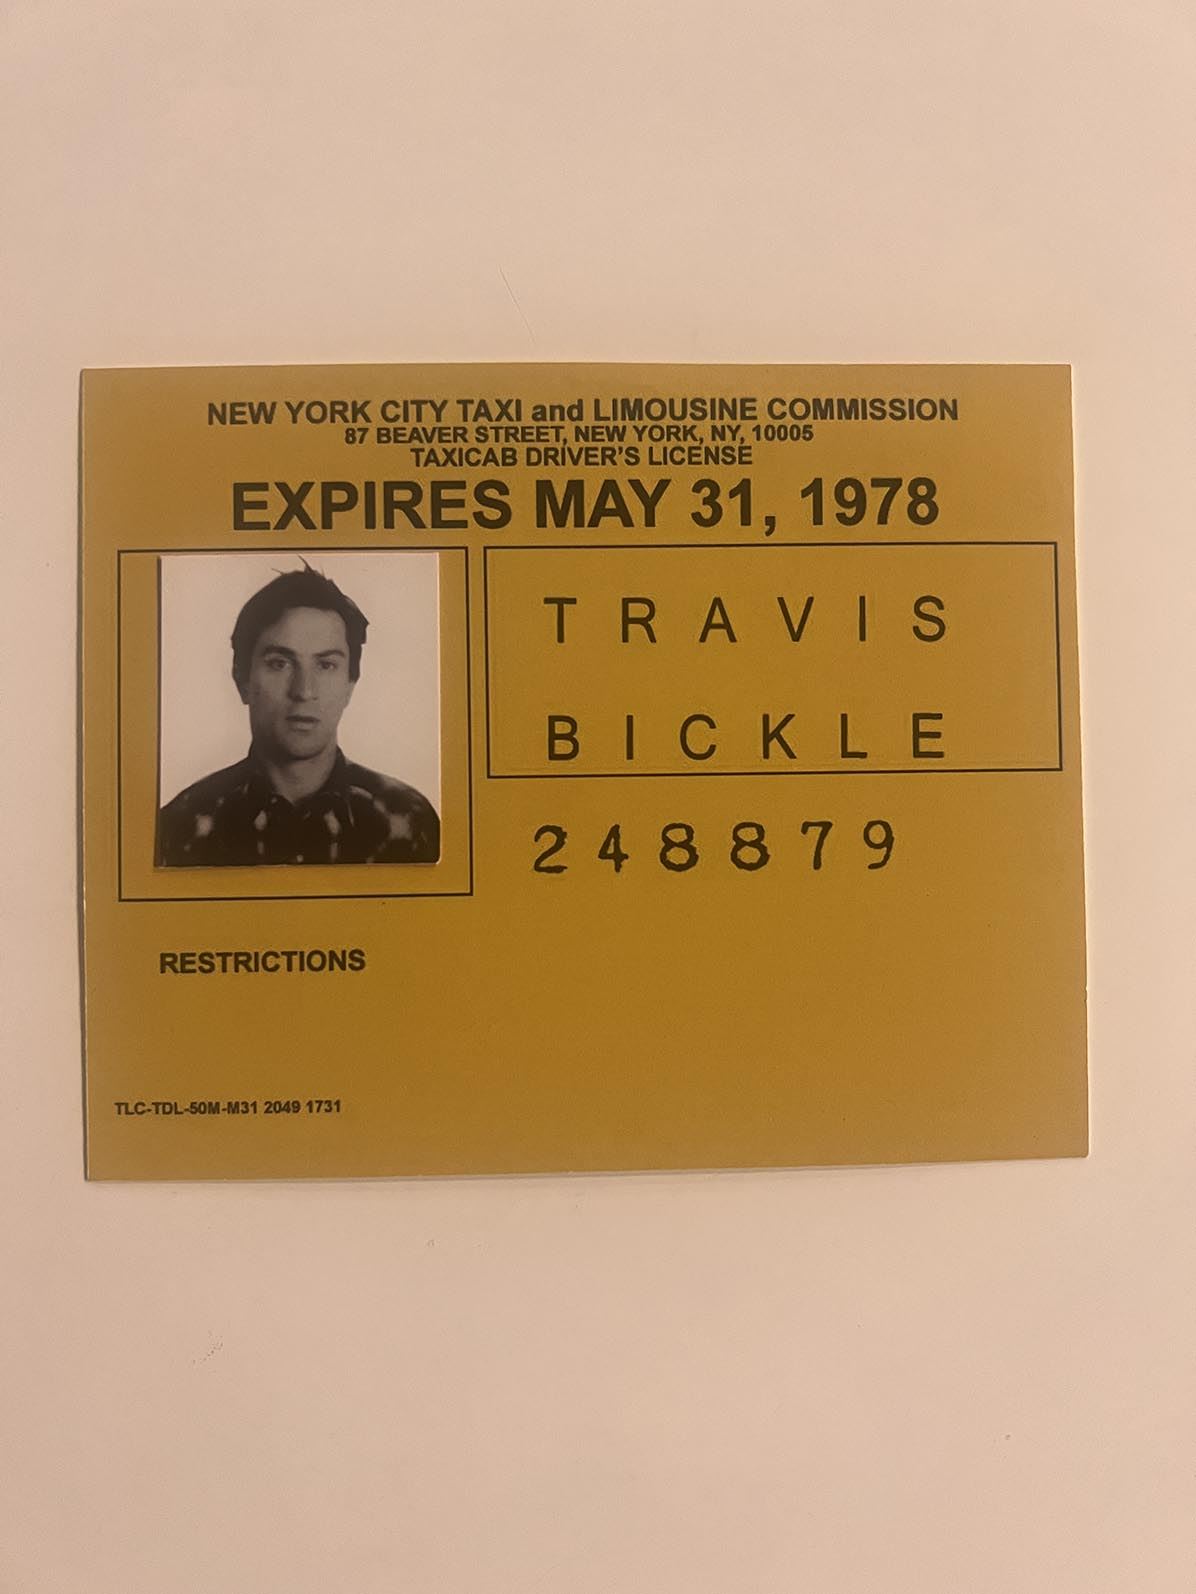 NEW YORK CITY TAXI and LIMOUSINE COMMISSION
87 BEAVER STREET, NEW YORK, NY, 10005
TAXICAB DRIVER'S LICENSE
EXPIRES MAY 31, 1978
TRAVIS
BICKLE
248879
RESTRICTIONS
TLC-TDL-50M-M31 2049 1731